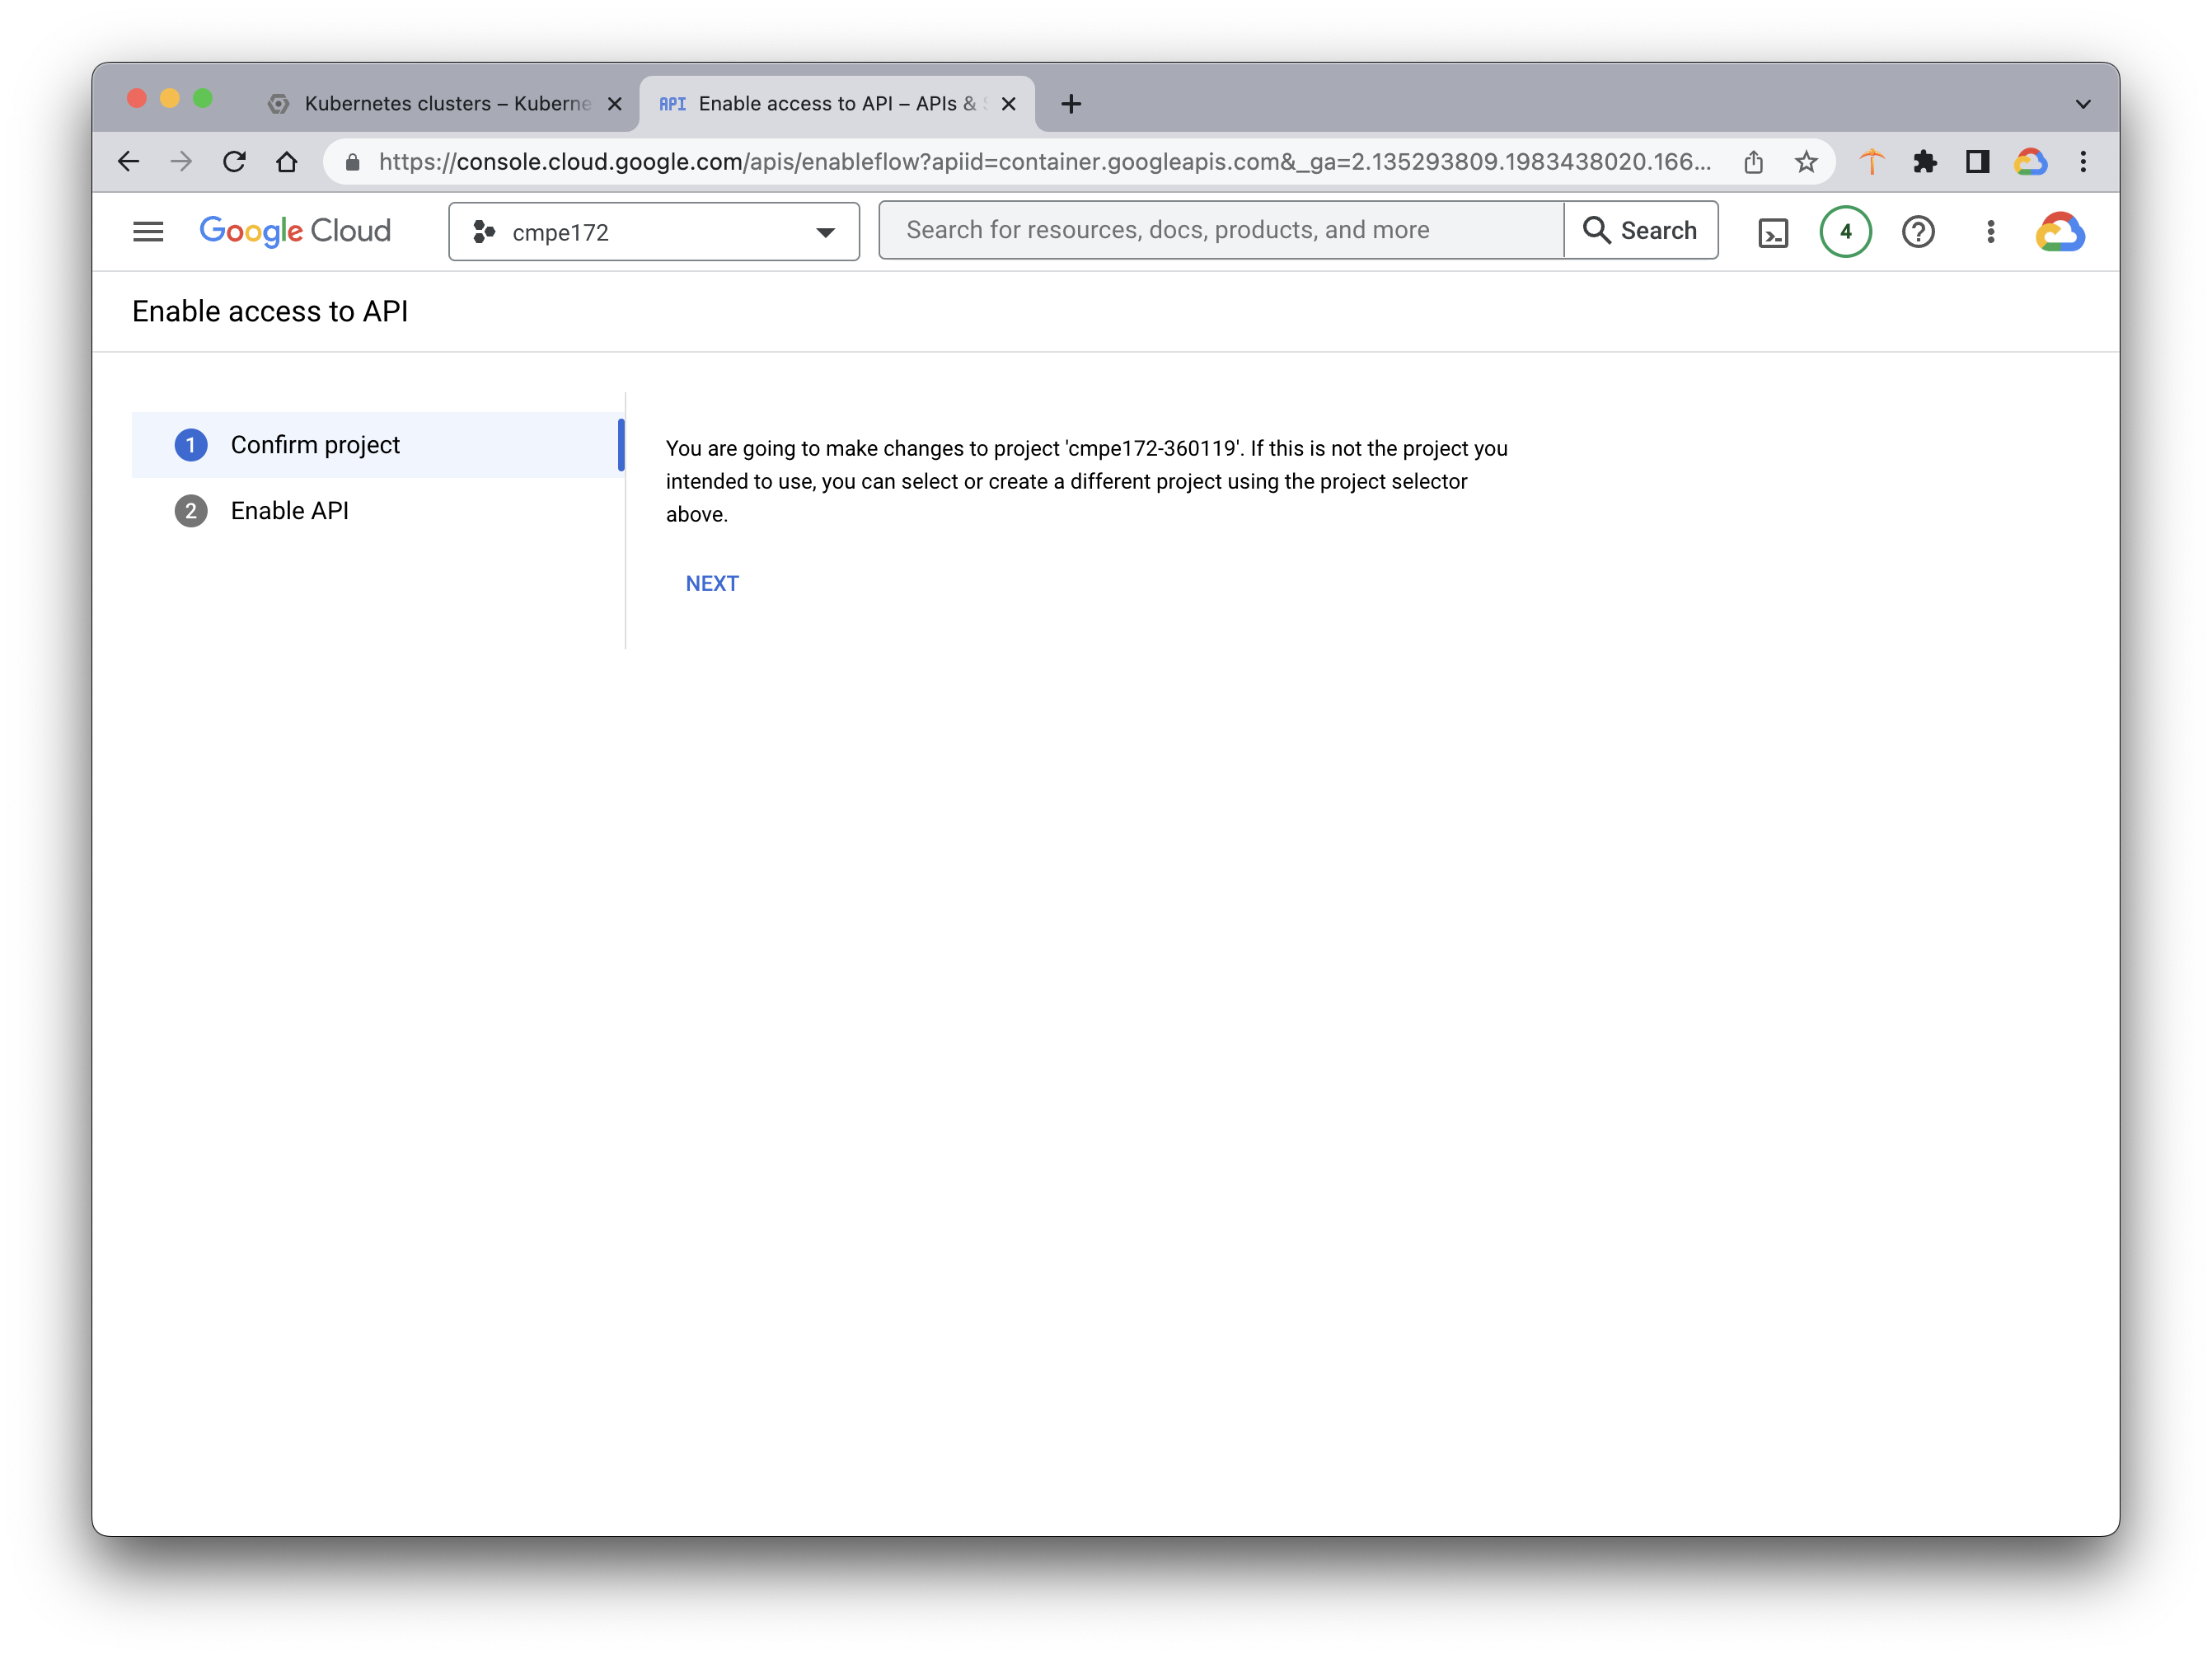 Kubernetes clusters – Kuberne
API Enable access to API – APIs &
https://console.cloud.google.com/apis/enableflow?apiid=container.googleapis.com&_ga=2.135293809.1983438020.166...
Google Cloud
cmpe172
Search for resources, docs, products, and more
Search
4
Enable access to API
1 Confirm project
2 Enable API
You are going to make changes to project 'cmpe172-360119'. If this is not the project you
intended to use, you can select or create a different project using the project selector
above.
NEXT